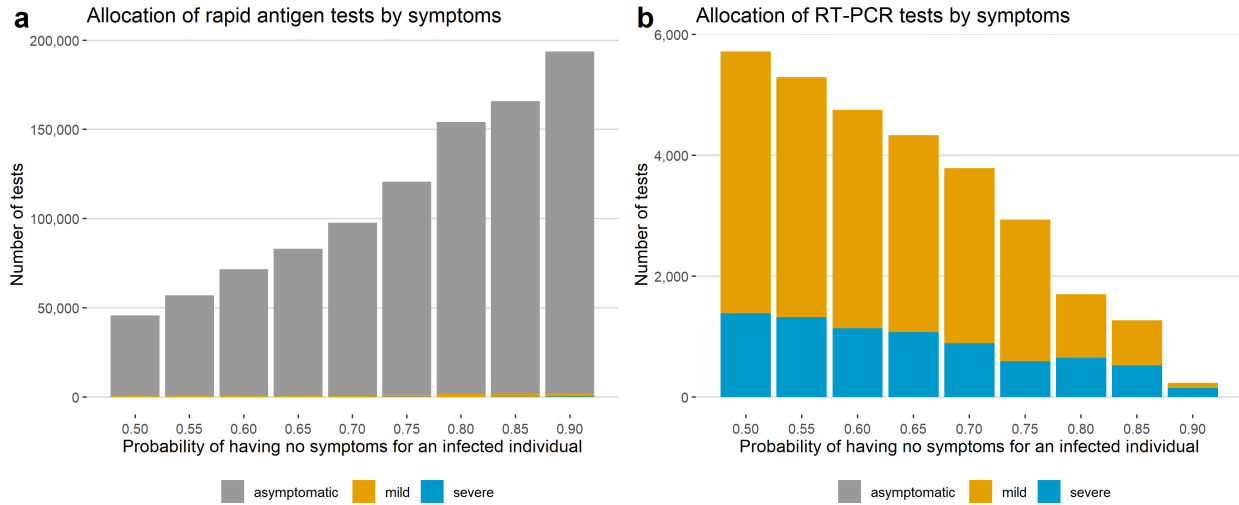 a
Allocation of rapid antigen tests by symptoms
200,000
150,000
100,000
50,000
0
Number of tests
0.50 0.55 0.60 0.65 0.70 0.75 0.80 0.85 0.90
Probability of having no symptoms for an infected individual
asymptomatic mild severe
b
Allocation of RT-PCR tests by symptoms
6,000
4,000
2,000
0
Number of tests
0.50 0.55 0.60 0.65 0.70 0.75 0.80 0.85 0.90
Probability of having no symptoms for an infected individual
asymptomatic mild severe